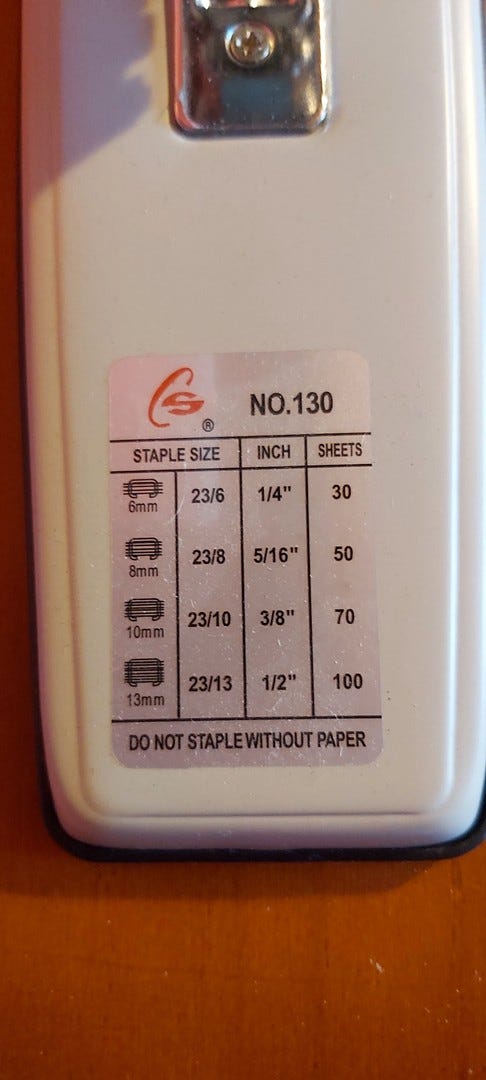 S ® NO.130
STAPLE SIZE INCH SHEETS
6mm 23/6 1/4" 30
8mm 23/8 5/16" 50
10mm 23/10 3/8" 70
13mm 23/13 1/2" 100
DO NOT STAPLE WITHOUT PAPER